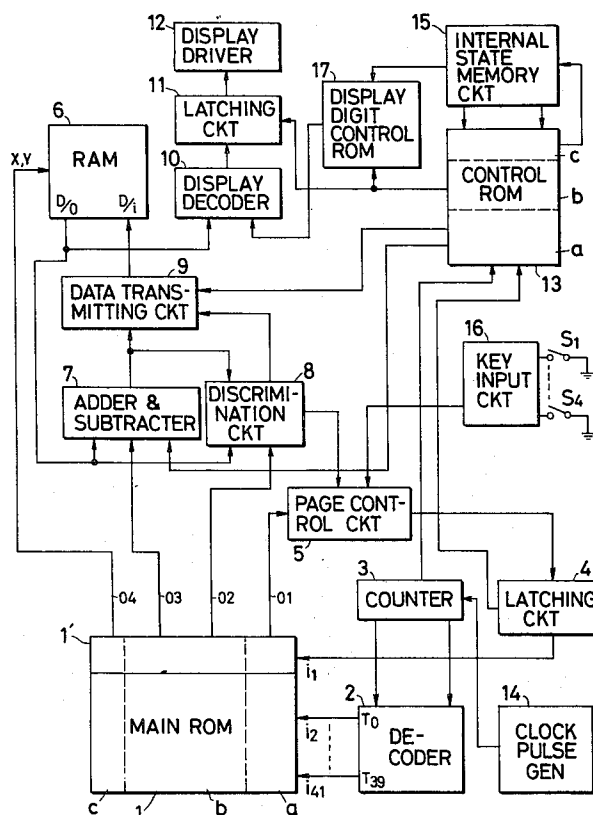 12
DISPLAY
DRIVER
11
LATCHING
CKT
10
DISPLAY
DECODER
17
DISPLAY
DIGIT
CONTROL
ROM
15
INTERNAL
STATE
MEMORY
CKT
c
CONTROL
ROM
b
a
13
6
X,Y
RAM
D/O
D/i
9
DATA TRANS-
MITTING CKT
7
ADDER &
SUBTRACTER
8
DISCRIMI-
NATION
CKT
16
KEY
INPUT
CKT
S1
S4
PAGE CONT-
ROL CKT
5
04
03
02
01
3
COUNTER
4
LATCHING
CKT
1'
MAIN ROM
c
1
b
a
i1
i2
i41
2
T0
DE-
CODER
T39
14
CLOCK
PULSE
GEN